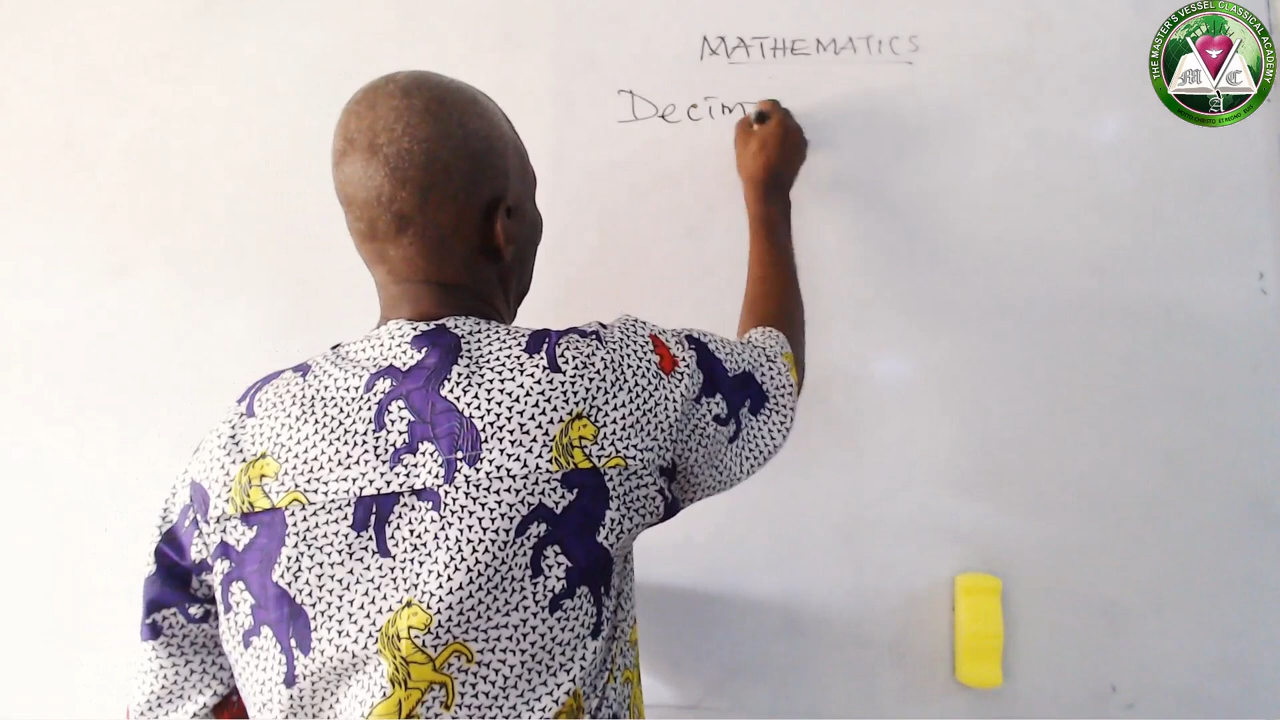 MATHEMATICS
Decim
THE MASTER'S VESSEL CLASSICAL ACADEMY
M C
A